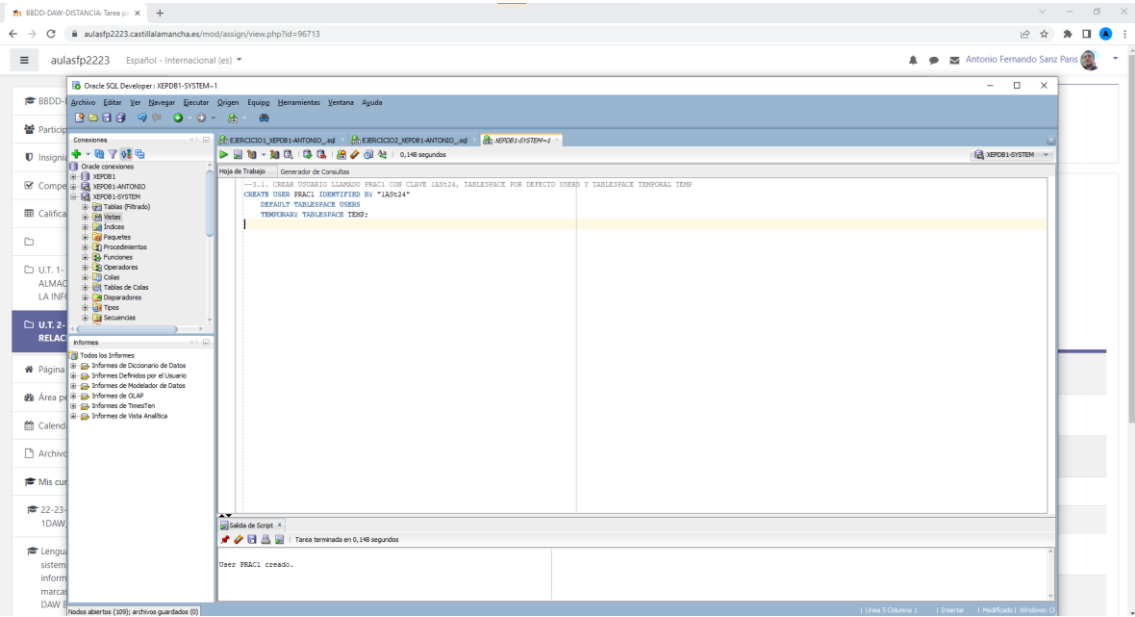 BBDD-DAW-DISTANCIA: Tarea p
aulasfp2223.castillalamancha.es/mod/assign/view.php?id=96713
aulasfp2223 Español - Internacional (es)
Antonio Fernando Sanz Pans
BBDD-
Particip
Insignia
Compe
Califica
U.T. 1-
ALMAC
LA INF
U.T. 2-
RELAC
Página
Área pe
Calend
Archivo
Mis cur
22-23-
1DAW
Lengua
sistem
inform
marcas
DAW
Oracle SQL Developer : XEPDB1-SYSTEM~1
Archivo Editar Ver Navegar Ejecutar Origen Equipo Herramientas Ventana Ayuda
Conexiones
Oracle conexiones
XEPDB1
XEPDB1-ANTONIO
XEPDB1-SYSTEM
Tablas (Filtrado)
Vistas
Índices
Paquetes
Procedimientos
Funciones
Operadores
Colas
Tablas de Colas
Disparadores
Tipos
Secuencias
Informes
Todos los Informes
Informes de Diccionario de Datos
Informes Definidos por el Usuario
Informes de Modelador de Datos
Informes de OLAP
Informes de TimesTen
Informes de Vista Analítica
EJERCICIO1_XEPDB1-ANTONIO_.sql
EJERCICIO2_XEPDB1-ANTONIO_.sql
XEPDB1-SYSTEM~1
0,148 segundos
XEPDB1-SYSTEM
Hoja de Trabajo Generador de Consultas
--3.1. CREAR USUARIO LLAMADO PRAC1 CON CLAVE 1ASt24, TABLESPACE POR DEFECTO USERS Y TABLESPACE TEMPORAL TEMP
CREATE USER PRAC1 IDENTIFIED BY "1ASt24"
DEFAULT TABLESPACE USERS
TEMPORARY TABLESPACE TEMP;
Salida de Script
Tarea terminada en 0,148 segundos
User PRAC1 creado.
Nodos abiertos (109); archivos guardados (0)
Línea 5 Columna 1 Insertar Modificado Windows: